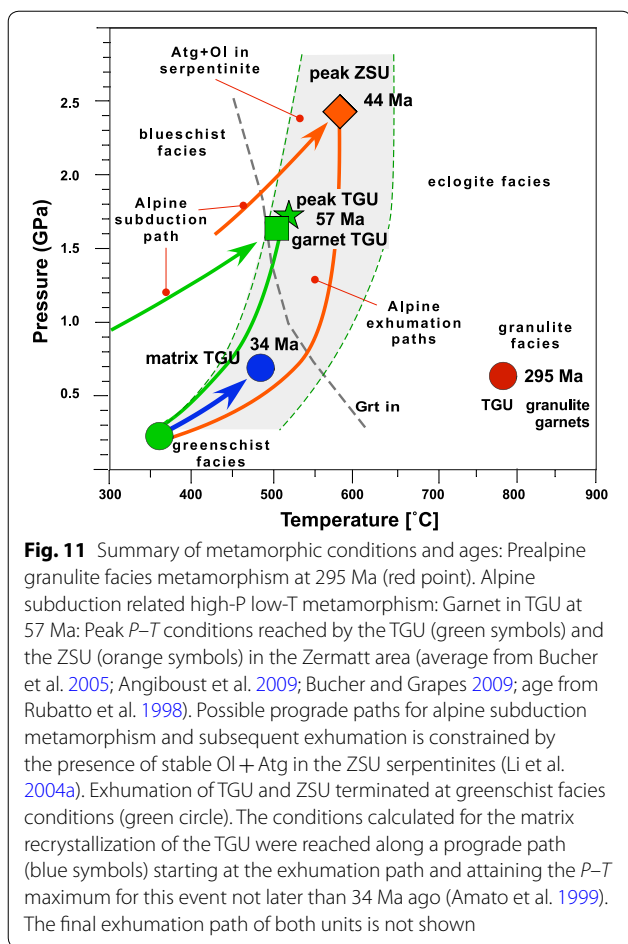 Atg+Ol in
serpentinite
peak ZSU
44 Ma
blueschist
facies
eclogite facies
Alpine
subduction
path
peak TGU
57 Ma
garnet TGU
Alpine
exhumation
paths
matrix TGU
34 Ma
granulite
facies
295 Ma
TGU granulite
garnets
Grt in
greenschist
facies
Pressure (GPa)
2.5
2.0
1.5
1.0
0.5
300 400 500 600 700 800 900
Temperature [˚C]
Fig. 11 Summary of metamorphic conditions and ages: Prealpine
granulite facies metamorphism at 295 Ma (red point). Alpine
subduction related high-P low-T metamorphism: Garnet in TGU at
57 Ma: Peak P–T conditions reached by the TGU (green symbols) and
the ZSU (orange symbols) in the Zermatt area (average from Bucher
et al. 2005; Angiboust et al. 2009; Bucher and Grapes 2009; age from
Rubatto et al. 1998). Possible prograde paths for alpine subduction
metamorphism and subsequent exhumation is constrained by
the presence of stable Ol + Atg in the ZSU serpentinites (Li et al.
2004a). Exhumation of TGU and ZSU terminated at greenschist facies
conditions (green circle). The conditions calculated for the matrix
recrystallization of the TGU were reached along a prograde path
(blue symbols) starting at the exhumation path and attaining the P–T
maximum for this event not later than 34 Ma ago (Amato et al. 1999).
The final exhumation path of both units is not shown